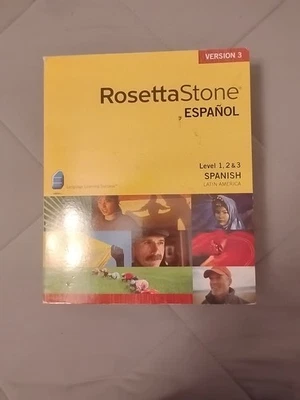 VERSION 3
RosettaStone®
ESPAÑOL
Level 1, 2 & 3
SPANISH
LATIN AMERICA